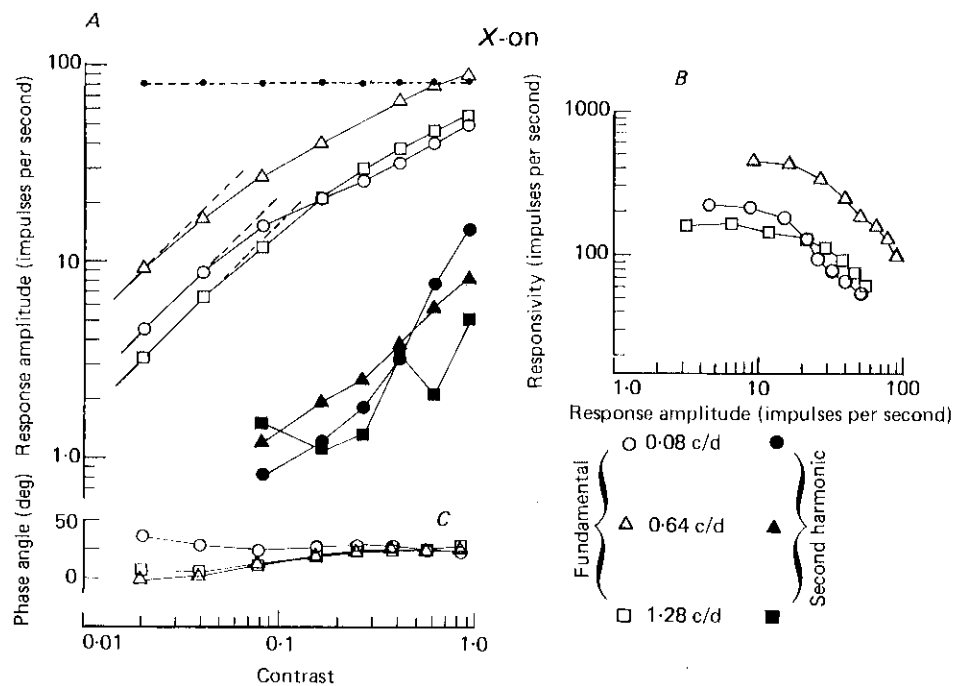 A
X-on
Response amplitude (impulses per second)
100
10
1·0
B
Responsivity (impulses per second)
1000
100
1·0
10
100
Response amplitude (impulses per second)
Phase angle (deg)
50
0
C
0·01
0·1
1·0
Contrast
Fundamental
0·08 c/d
0·64 c/d
1·28 c/d
Second harmonic